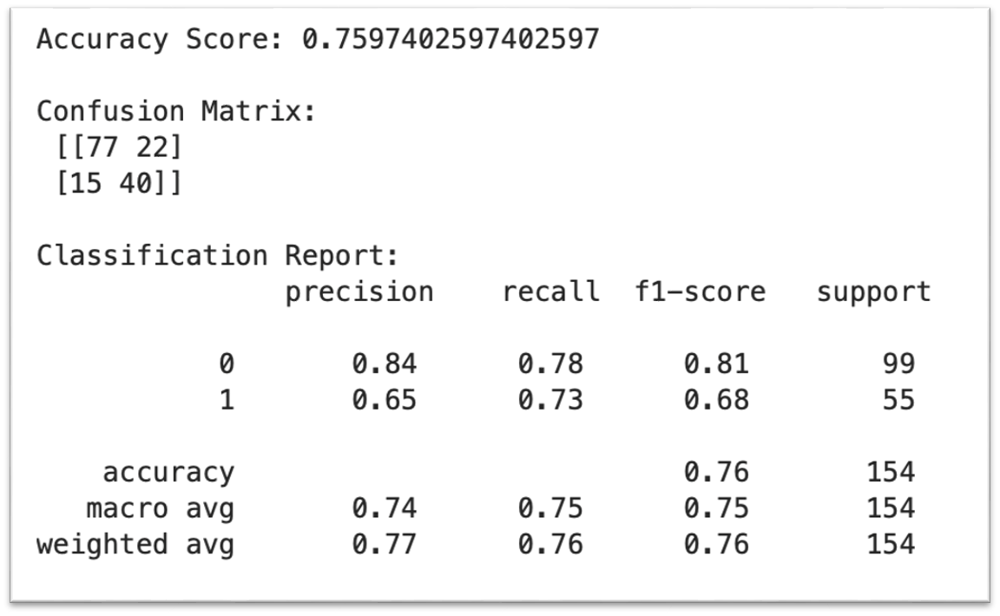 Accuracy Score: 0.7597402597402597
Confusion Matrix:
[[77 22]
[15 40]]
Classification Report:
precision recall f1-score support
0 0.84 0.78 0.81 99
1 0.65 0.73 0.68 55
accuracy 0.76 154
macro avg 0.74 0.75 0.75 154
weighted avg 0.77 0.76 0.76 154